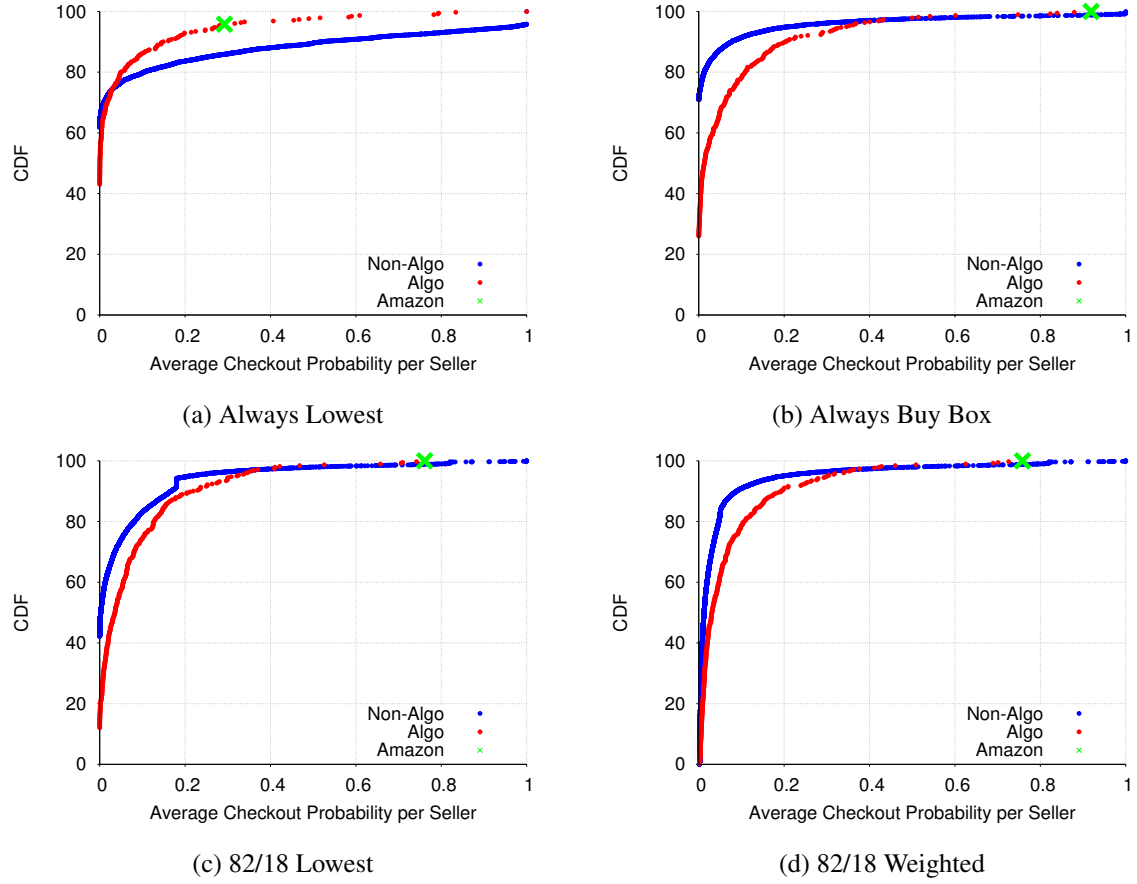 100
80
60
40
20
0
CDF
Non-Algo
Algo
Amazon
0 0.2 0.4 0.6 0.8 1
Average Checkout Probability per Seller
(a) Always Lowest
100
80
60
40
20
0
CDF
Non-Algo
Algo
Amazon
0 0.2 0.4 0.6 0.8 1
Average Checkout Probability per Seller
(b) Always Buy Box
100
80
60
40
20
0
CDF
Non-Algo
Algo
Amazon
0 0.2 0.4 0.6 0.8 1
Average Checkout Probability per Seller
(c) 82/18 Lowest
100
80
60
40
20
0
CDF
Non-Algo
Algo
Amazon
0 0.2 0.4 0.6 0.8 1
Average Checkout Probability per Seller
(d) 82/18 Weighted